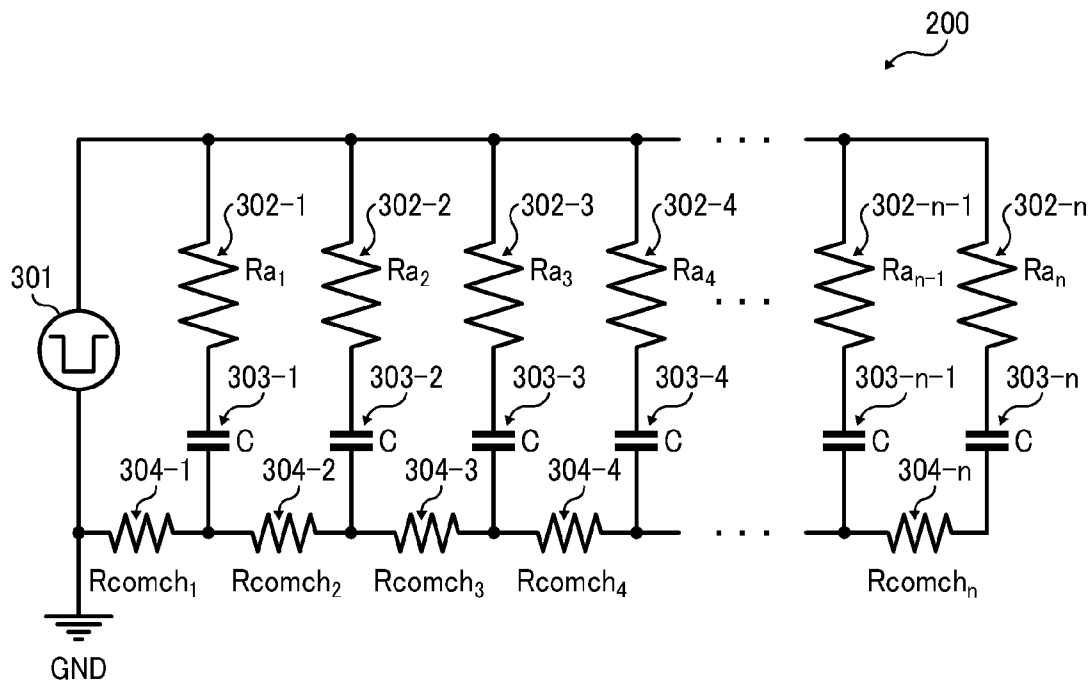 200
302-1 302-2 302-3 302-4 302-n-1 302-n
301 Ra₁ Ra₂ Ra₃ Ra₄ Raₙ₋₁ Raₙ
. . .
. . .
303-1 303-2 303-3 303-4 303-n-1 303-n
C C C C C C
304-1 304-2 304-3 304-4 304-n
. . .
Rcomch₁ Rcomch₂ Rcomch₃ Rcomch₄ Rcomchₙ
GND